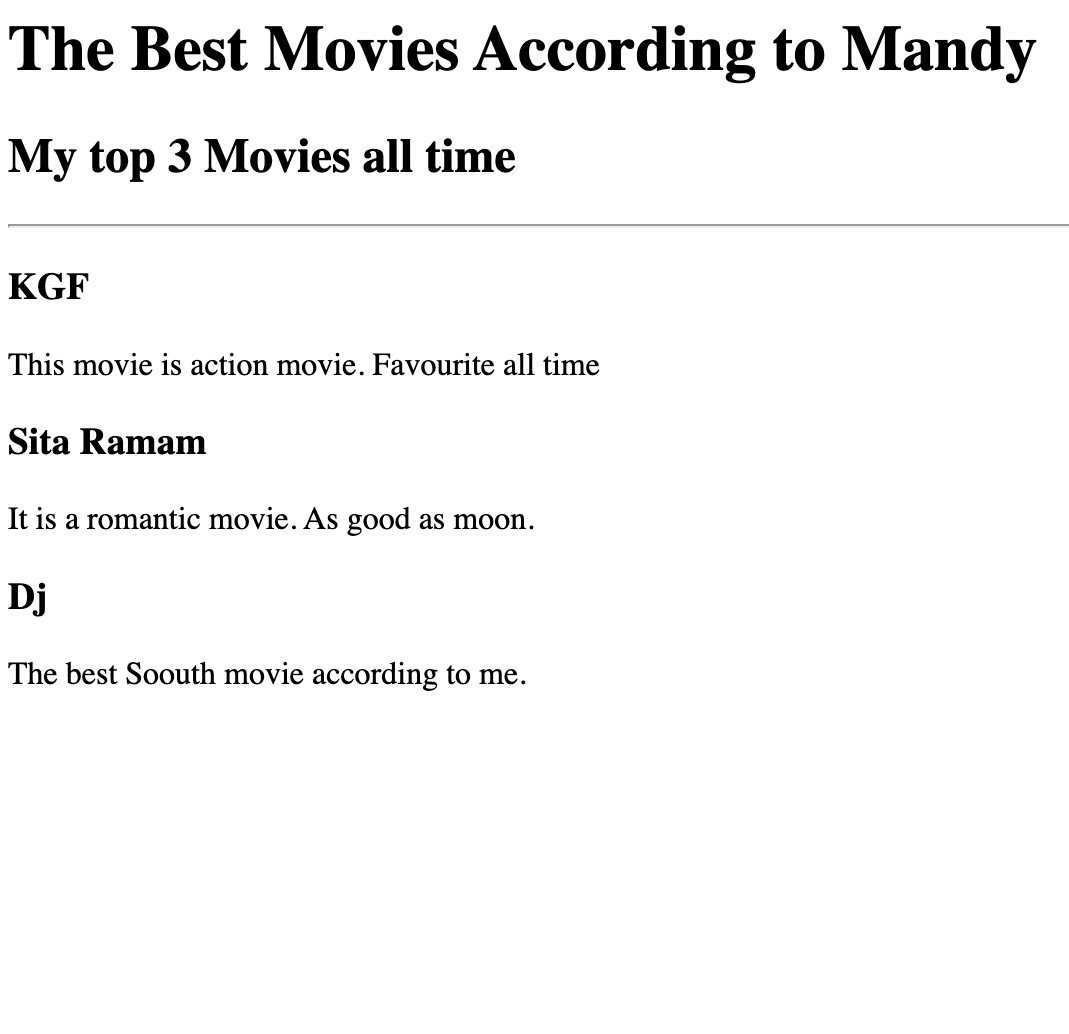 The Best Movies According to Mandy
My top 3 Movies all time
KGF
This movie is action movie. Favourite all time
Sita Ramam
It is a romantic movie. As good as moon.
Dj
The best Soouth movie according to me.